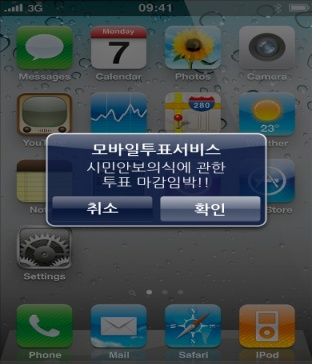 3G 09:41
Messages Calendar Photos Camera
7
280
23°
모바일투표서비스
시민안보의식에 관한
투표 마감임박!!
취소 확인
Settings
Phone Mail Safari iPod